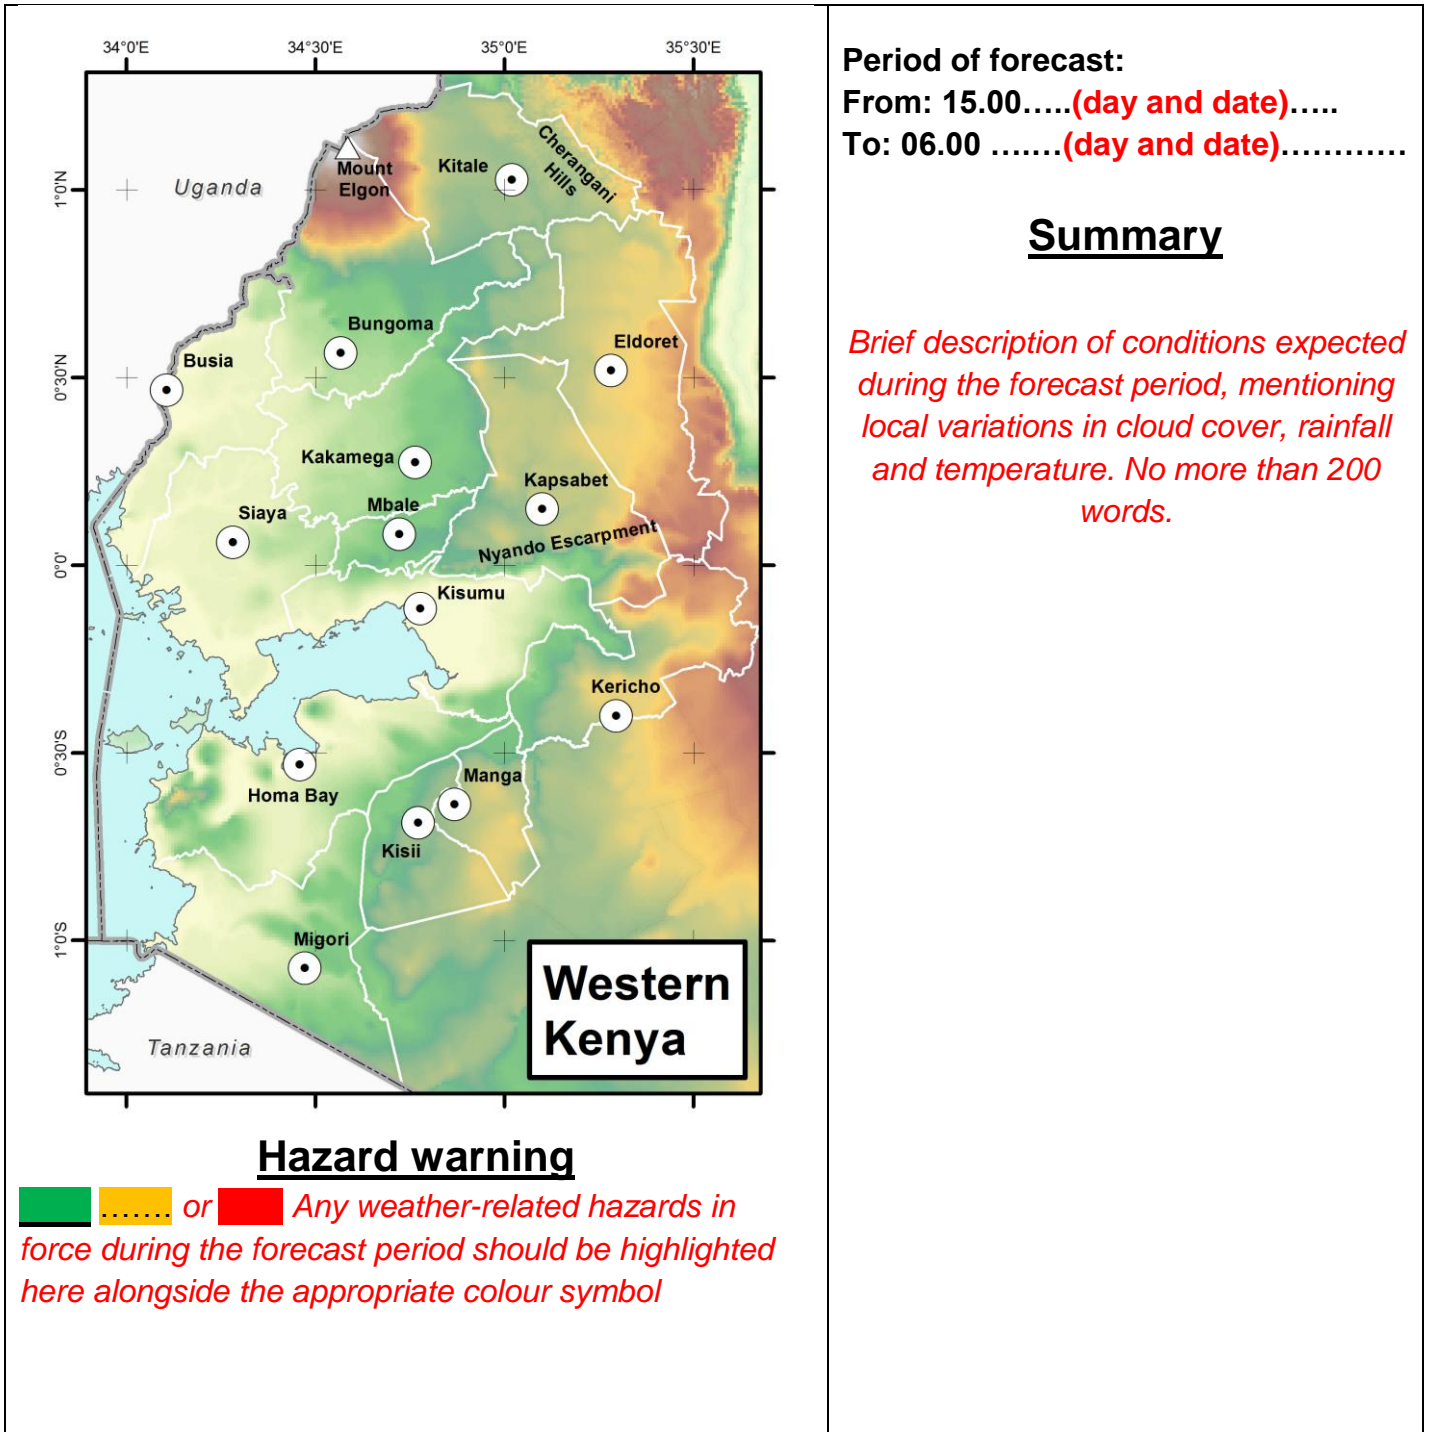 34°0'E 34°30'E 35°0'E 35°30'E
1°0'N
0°30'N
0°0'
0°30'S
1°0'S
Uganda
Mount
Elgon
Kitale
Cherangani
Hills
Bungoma
Busia
Eldoret
Kakamega
Kapsabet
Mbale
Siaya
Nyando Escarpment
Kisumu
Kericho
Manga
Homa Bay
Kisii
Migori
Tanzania
Western
Kenya
Hazard warning
……. or Any weather-related hazards in
force during the forecast period should be highlighted
here alongside the appropriate colour symbol
Period of forecast:
From: 15.00…..(day and date)…..
To: 06.00 …….(day and date)…………
Summary
Brief description of conditions expected
during the forecast period, mentioning
local variations in cloud cover, rainfall
and temperature. No more than 200
words.